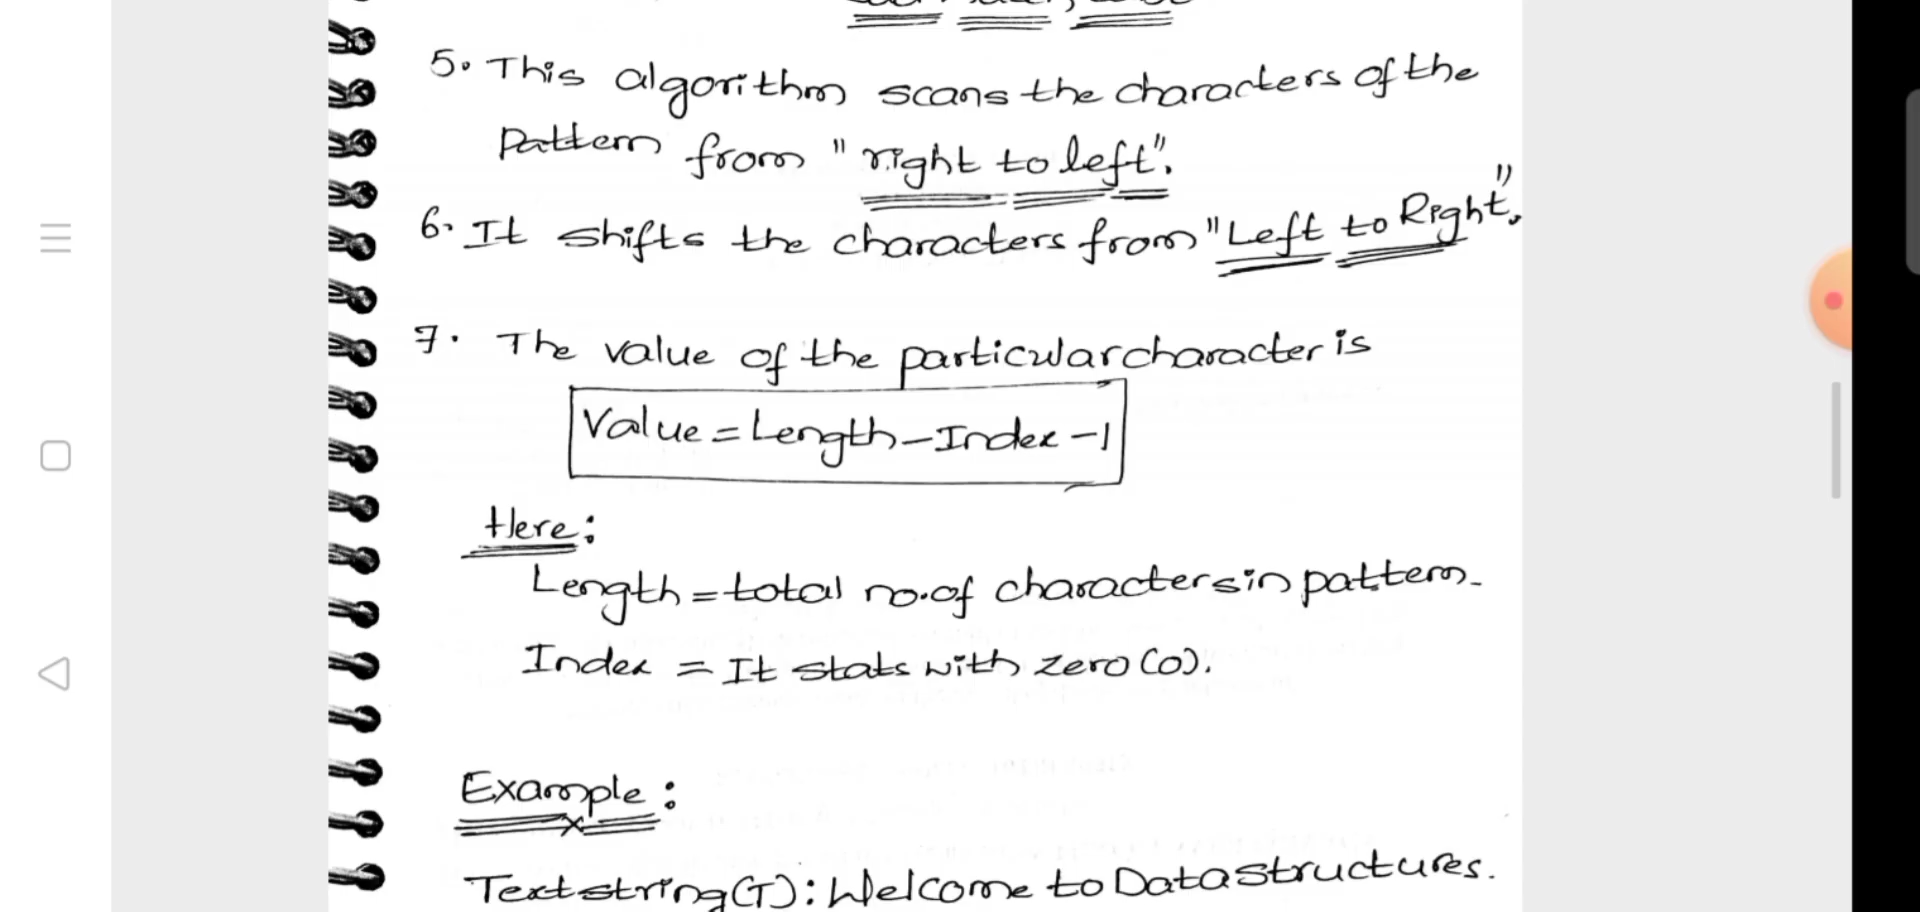 5. This algorithm scans the characters of the
Pattern from "right to left".
6. It shifts the characters from "Left to Right".
7. The value of the particular character is
Value = Length - Index - 1
Here:
Length = total no. of characters in pattern.
Index = It stats with zero (0).
Example:
Text string (T): Welcome to Data Structures.